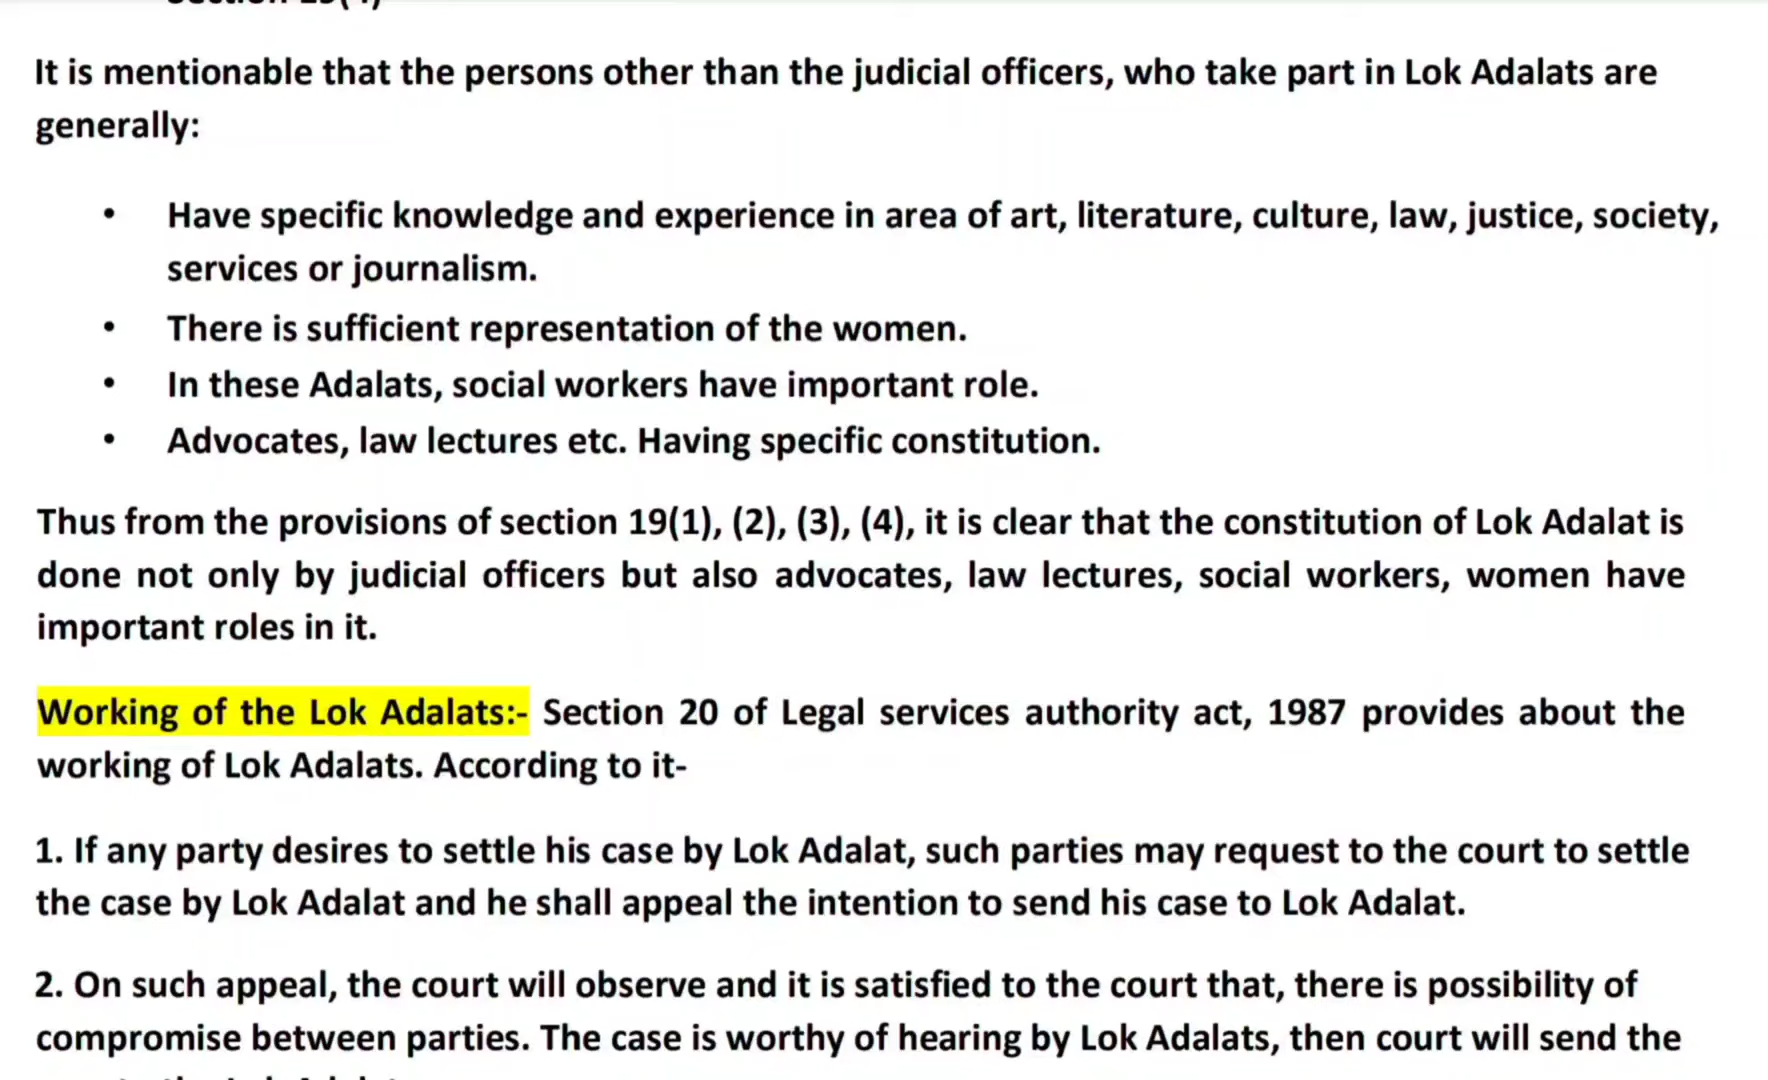 It is mentionable that the persons other than the judicial officers, who take part in Lok Adalats are
generally:
• Have specific knowledge and experience in area of art, literature, culture, law, justice, society,
services or journalism.
• There is sufficient representation of the women.
• In these Adalats, social workers have important role.
• Advocates, law lectures etc. Having specific constitution.
Thus from the provisions of section 19(1), (2), (3), (4), it is clear that the constitution of Lok Adalat is
done not only by judicial officers but also advocates, law lectures, social workers, women have
important roles in it.
Working of the Lok Adalats:- Section 20 of Legal services authority act, 1987 provides about the
working of Lok Adalats. According to it-
1. If any party desires to settle his case by Lok Adalat, such parties may request to the court to settle
the case by Lok Adalat and he shall appeal the intention to send his case to Lok Adalat.
2. On such appeal, the court will observe and it is satisfied to the court that, there is possibility of
compromise between parties. The case is worthy of hearing by Lok Adalats, then court will send the